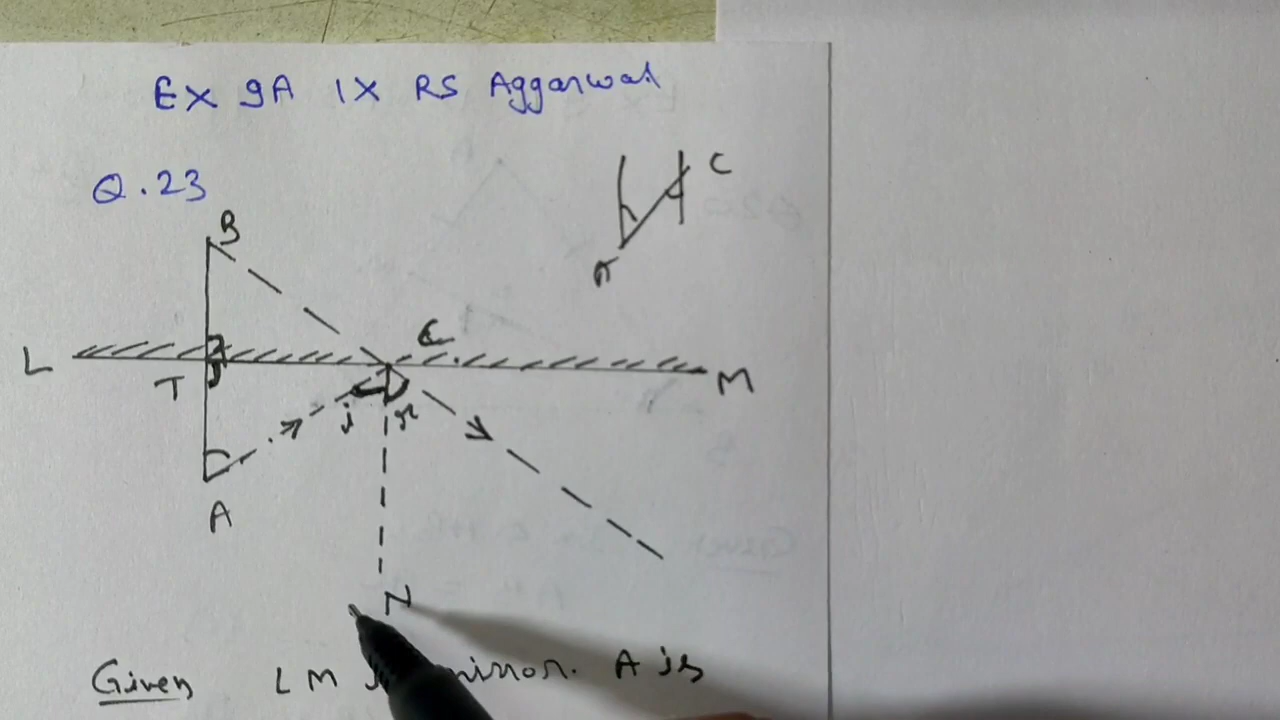 Ex 9A IX RS Aggarwal
Q.23
C
A
B
C
L
T
M
i
r
A
N
Given LM mirror. A is